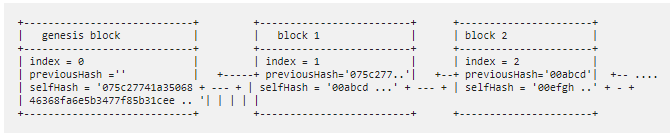 +-----------------------+ +---------------------+ +------------------+
| genesis block | | block 1 | | block 2 |
+-----------------------+ +---------------------+ +------------------+
| index = 0 | | index = 1 | | index = 2 |
| previousHash ='' | +-----+ previousHash='075c277..'| +--+ previousHash='00abcd'| +-- ....
| selfHash = '075c27741a35068 + --- + | selfHash = '00abcd ...' + --- + | selfHash = '00efgh ..' + - +
| 46368fa6e5b3477f85b31cee .. '| | | | |
+-----------------------+ +---------------------+ +------------------+